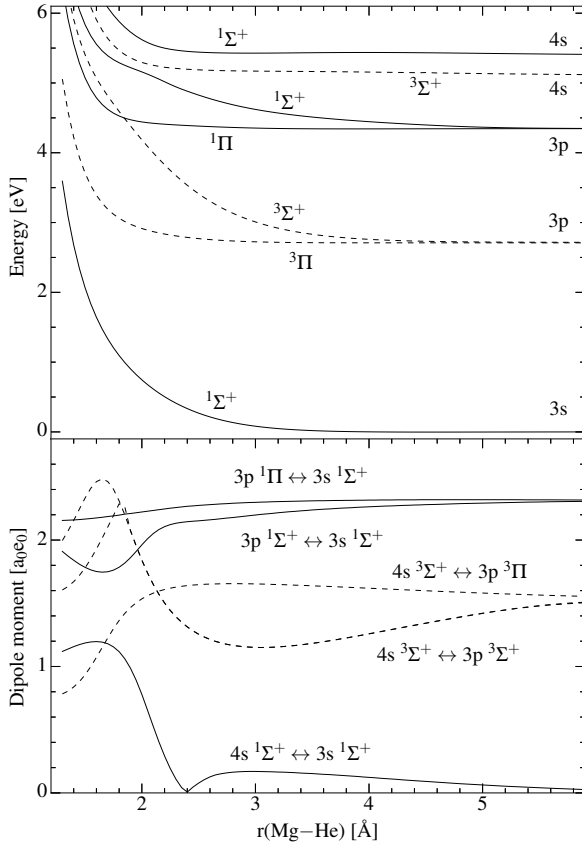 6
¹Σ⁺
4s
³Σ⁺
4s
¹Σ⁺
¹Π
3p
4
Energy [eV]
³Σ⁺
3p
³Π
2
¹Σ⁺
3s
0
3p ¹Π ↔ 3s ¹Σ⁺
2
3p ¹Σ⁺ ↔ 3s ¹Σ⁺
4s ³Σ⁺ ↔ 3p ³Π
Dipole moment [a₀e₀]
4s ³Σ⁺ ↔ 3p ³Σ⁺
1
4s ¹Σ⁺ ↔ 3s ¹Σ⁺
0
2 3 4 5
r(Mg−He) [Å]